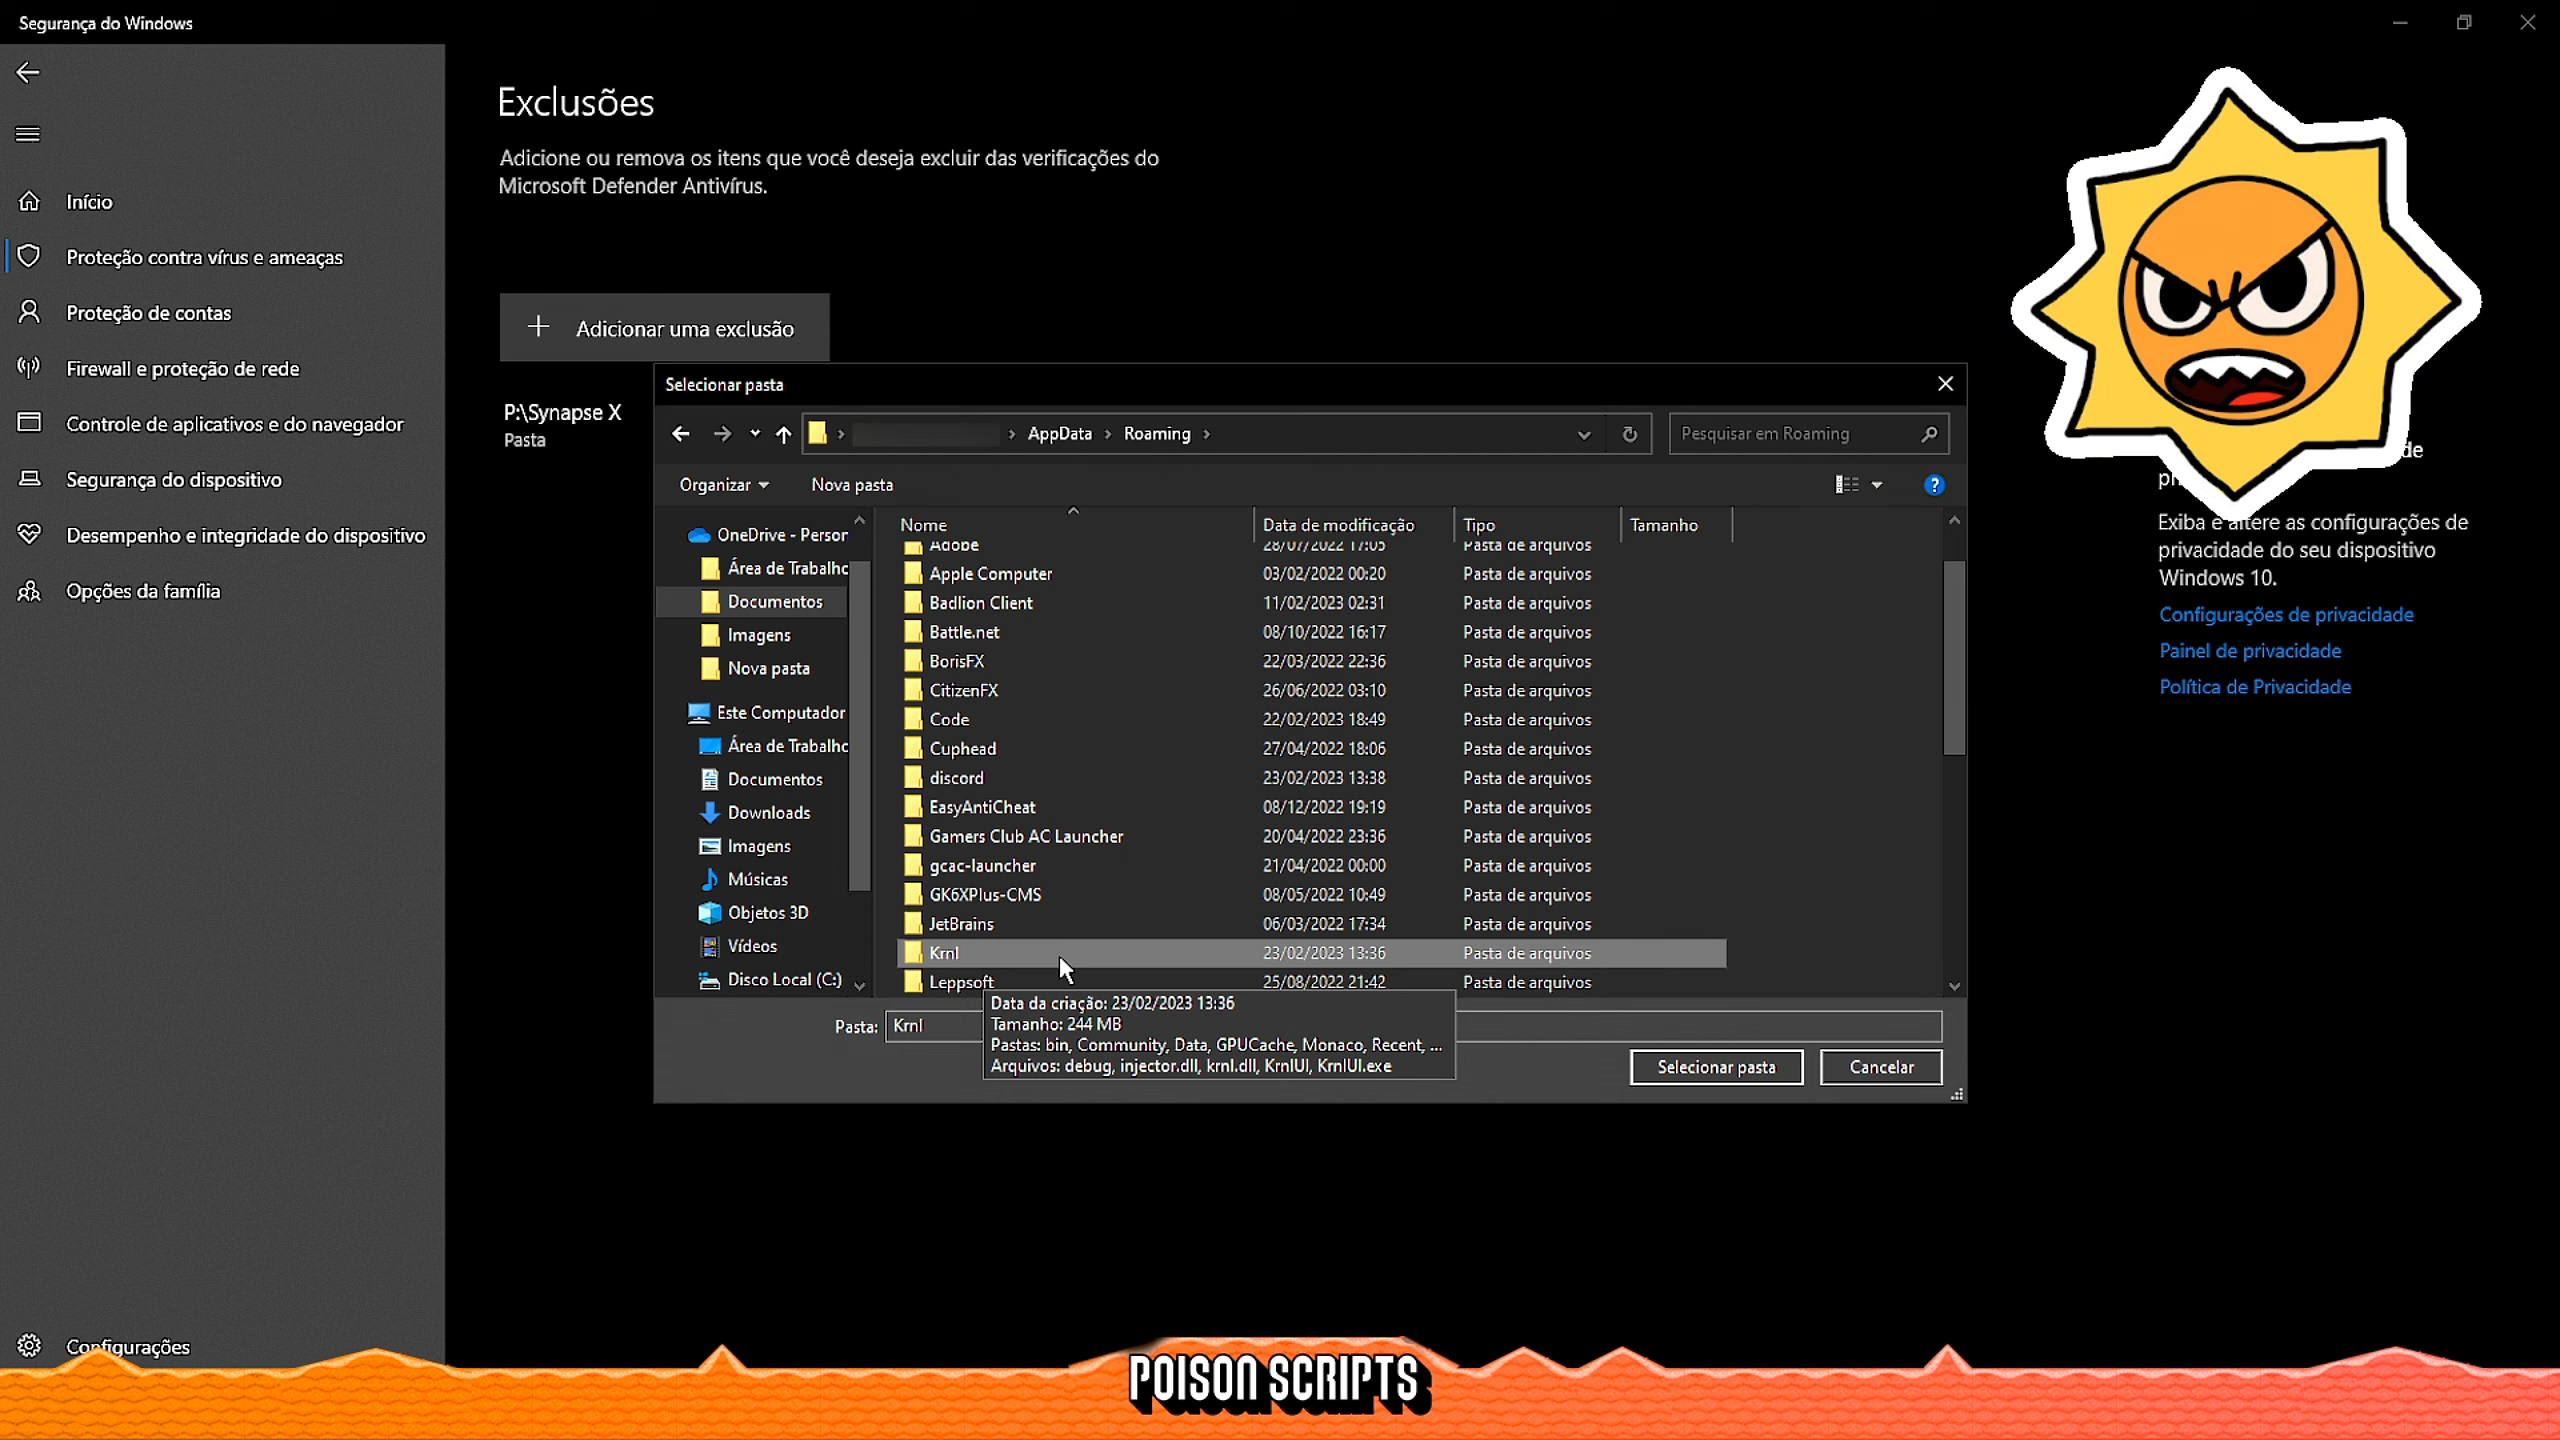 Segurança do Windows
Início
Proteção contra vírus e ameaças
Proteção de contas
Firewall e proteção de rede
Controle de aplicativos e do navegador
Segurança do dispositivo
Desempenho e integridade do dispositivo
Opções da família
Configurações
Exclusões
Adicione ou remova os itens que você deseja excluir das verificações do
Microsoft Defender Antivírus.
Adicionar uma exclusão
P:\Synapse X
Pasta
Selecionar pasta
AppData › Roaming ›
Pesquisar em Roaming
Organizar
Nova pasta
OneDrive - Person
Área de Trabalho
Documentos
Imagens
Nova pasta
Este Computador
Área de Trabalho
Documentos
Downloads
Imagens
Músicas
Objetos 3D
Vídeos
Disco Local (C:)
Nome Data de modificação Tipo Tamanho
Adobe 28/07/2022 17:05 Pasta de arquivos
Apple Computer 03/02/2022 00:20 Pasta de arquivos
Badlion Client 11/02/2023 02:31 Pasta de arquivos
Battle.net 08/10/2022 16:17 Pasta de arquivos
BorisFX 22/03/2022 22:36 Pasta de arquivos
CitizenFX 26/06/2022 03:10 Pasta de arquivos
Code 22/02/2023 18:49 Pasta de arquivos
Cuphead 27/04/2022 18:06 Pasta de arquivos
discord 23/02/2023 13:38 Pasta de arquivos
EasyAntiCheat 08/12/2022 19:19 Pasta de arquivos
Gamers Club AC Launcher 20/04/2022 23:36 Pasta de arquivos
gcac-launcher 21/04/2022 00:00 Pasta de arquivos
GK6XPlus-CMS 08/05/2022 10:49 Pasta de arquivos
JetBrains 06/03/2022 17:34 Pasta de arquivos
Krnl 23/02/2023 13:36 Pasta de arquivos
Leppsoft 25/08/2022 21:42 Pasta de arquivos
Data da criação: 23/02/2023 13:36
Tamanho: 244 MB
Pastas: bin, Community, Data, GPUCache, Monaco, Recent, ...
Arquivos: debug, injector.dll, krnl.dll, KrnlUI, KrnlUI.exe
Pasta: Krnl
Selecionar pasta
Cancelar
de
Exiba e altere as configurações de
privacidade do seu dispositivo
Windows 10.
Configurações de privacidade
Painel de privacidade
Política de Privacidade
POISON SCRIPTS